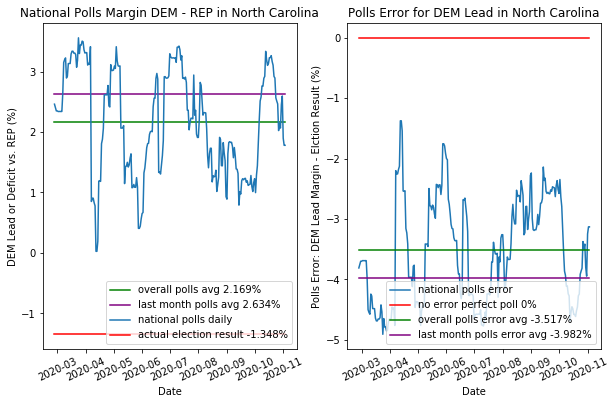 National Polls Margin DEM - REP in North Carolina
DEM Lead or Deficit vs. REP (%)
3
2
1
0
−1
overall polls avg 2.169%
last month polls avg 2.634%
national polls daily
actual election result -1.348%
2020-03
2020-04
2020-05
2020-06
2020-07
2020-08
2020-09
2020-10
2020-11
Date
Polls Error for DEM Lead in North Carolina
Polls Error: DEM Lead Margin - Elction Result (%)
0
−1
−2
−3
−4
−5
national polls error
no error perfect poll 0%
overall polls error avg -3.517%
last month polls error avg -3.982%
2020-03
2020-04
2020-05
2020-06
2020-07
2020-08
2020-09
2020-10
2020-11
Date